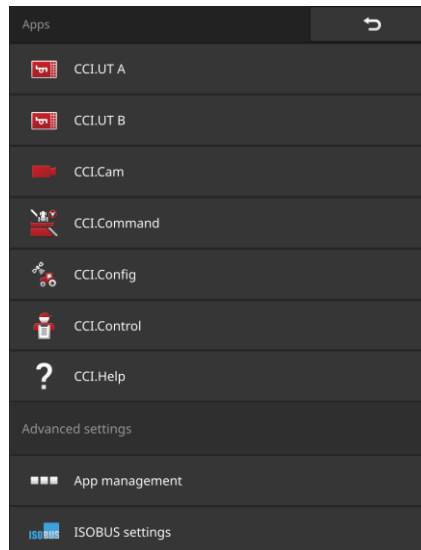 Apps
CCI.UT A
CCI.UT B
CCI.Cam
CCI.Command
CCI.Config
CCI.Control
? CCI.Help
Advanced settings
App management
ISOBUS ISOBUS settings